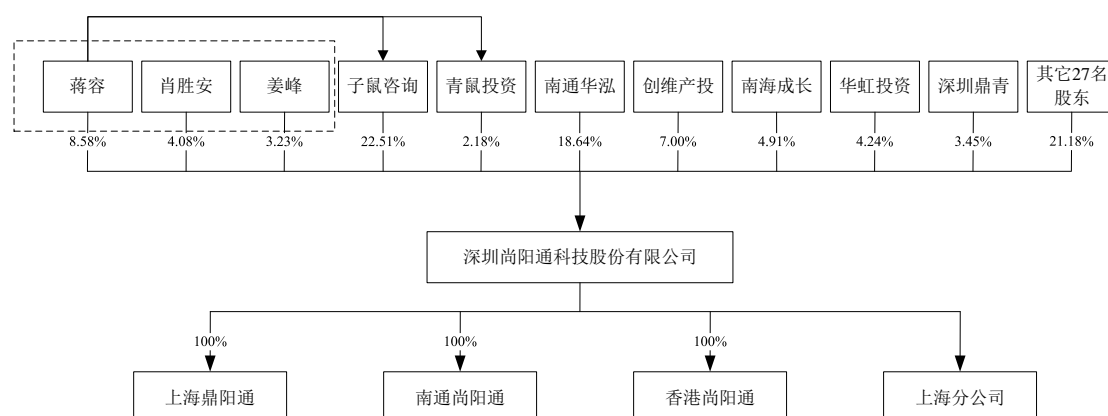 蒋容
肖胜安
姜峰
子鼠咨询
青鼠投资
南通华泓
创维产投
南海成长
华虹投资
深圳鼎青
其它27名
股东
8.58%
4.08%
3.23%
22.51%
2.18%
18.64%
7.00%
4.91%
4.24%
3.45%
21.18%
深圳尚阳通科技股份有限公司
100%
100%
100%
上海鼎阳通
南通尚阳通
香港尚阳通
上海分公司